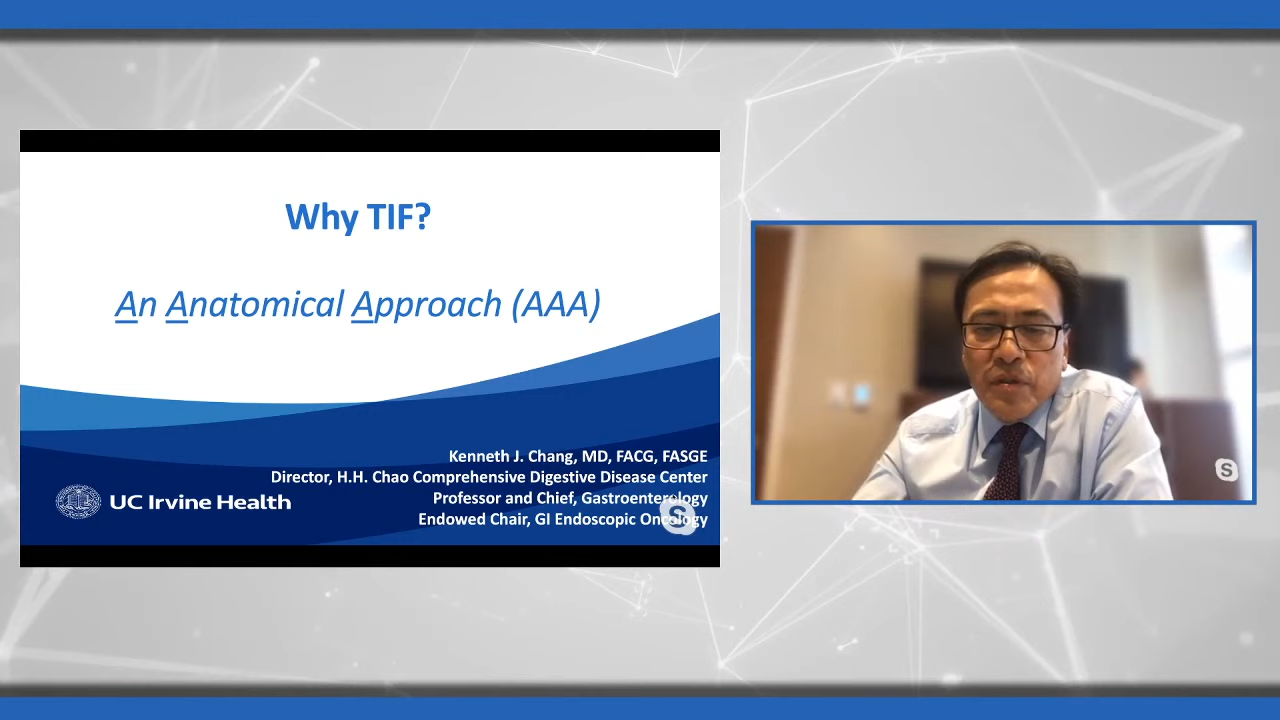 Why TIF?
An Anatomical Approach (AAA)
Kenneth J. Chang, MD, FACG, FASGE
Director, H.H. Chao Comprehensive Digestive Disease Center
Professor and Chief, Gastroenterology
Endowed Chair, GI Endoscopic Oncology
UC Irvine Health
S
S